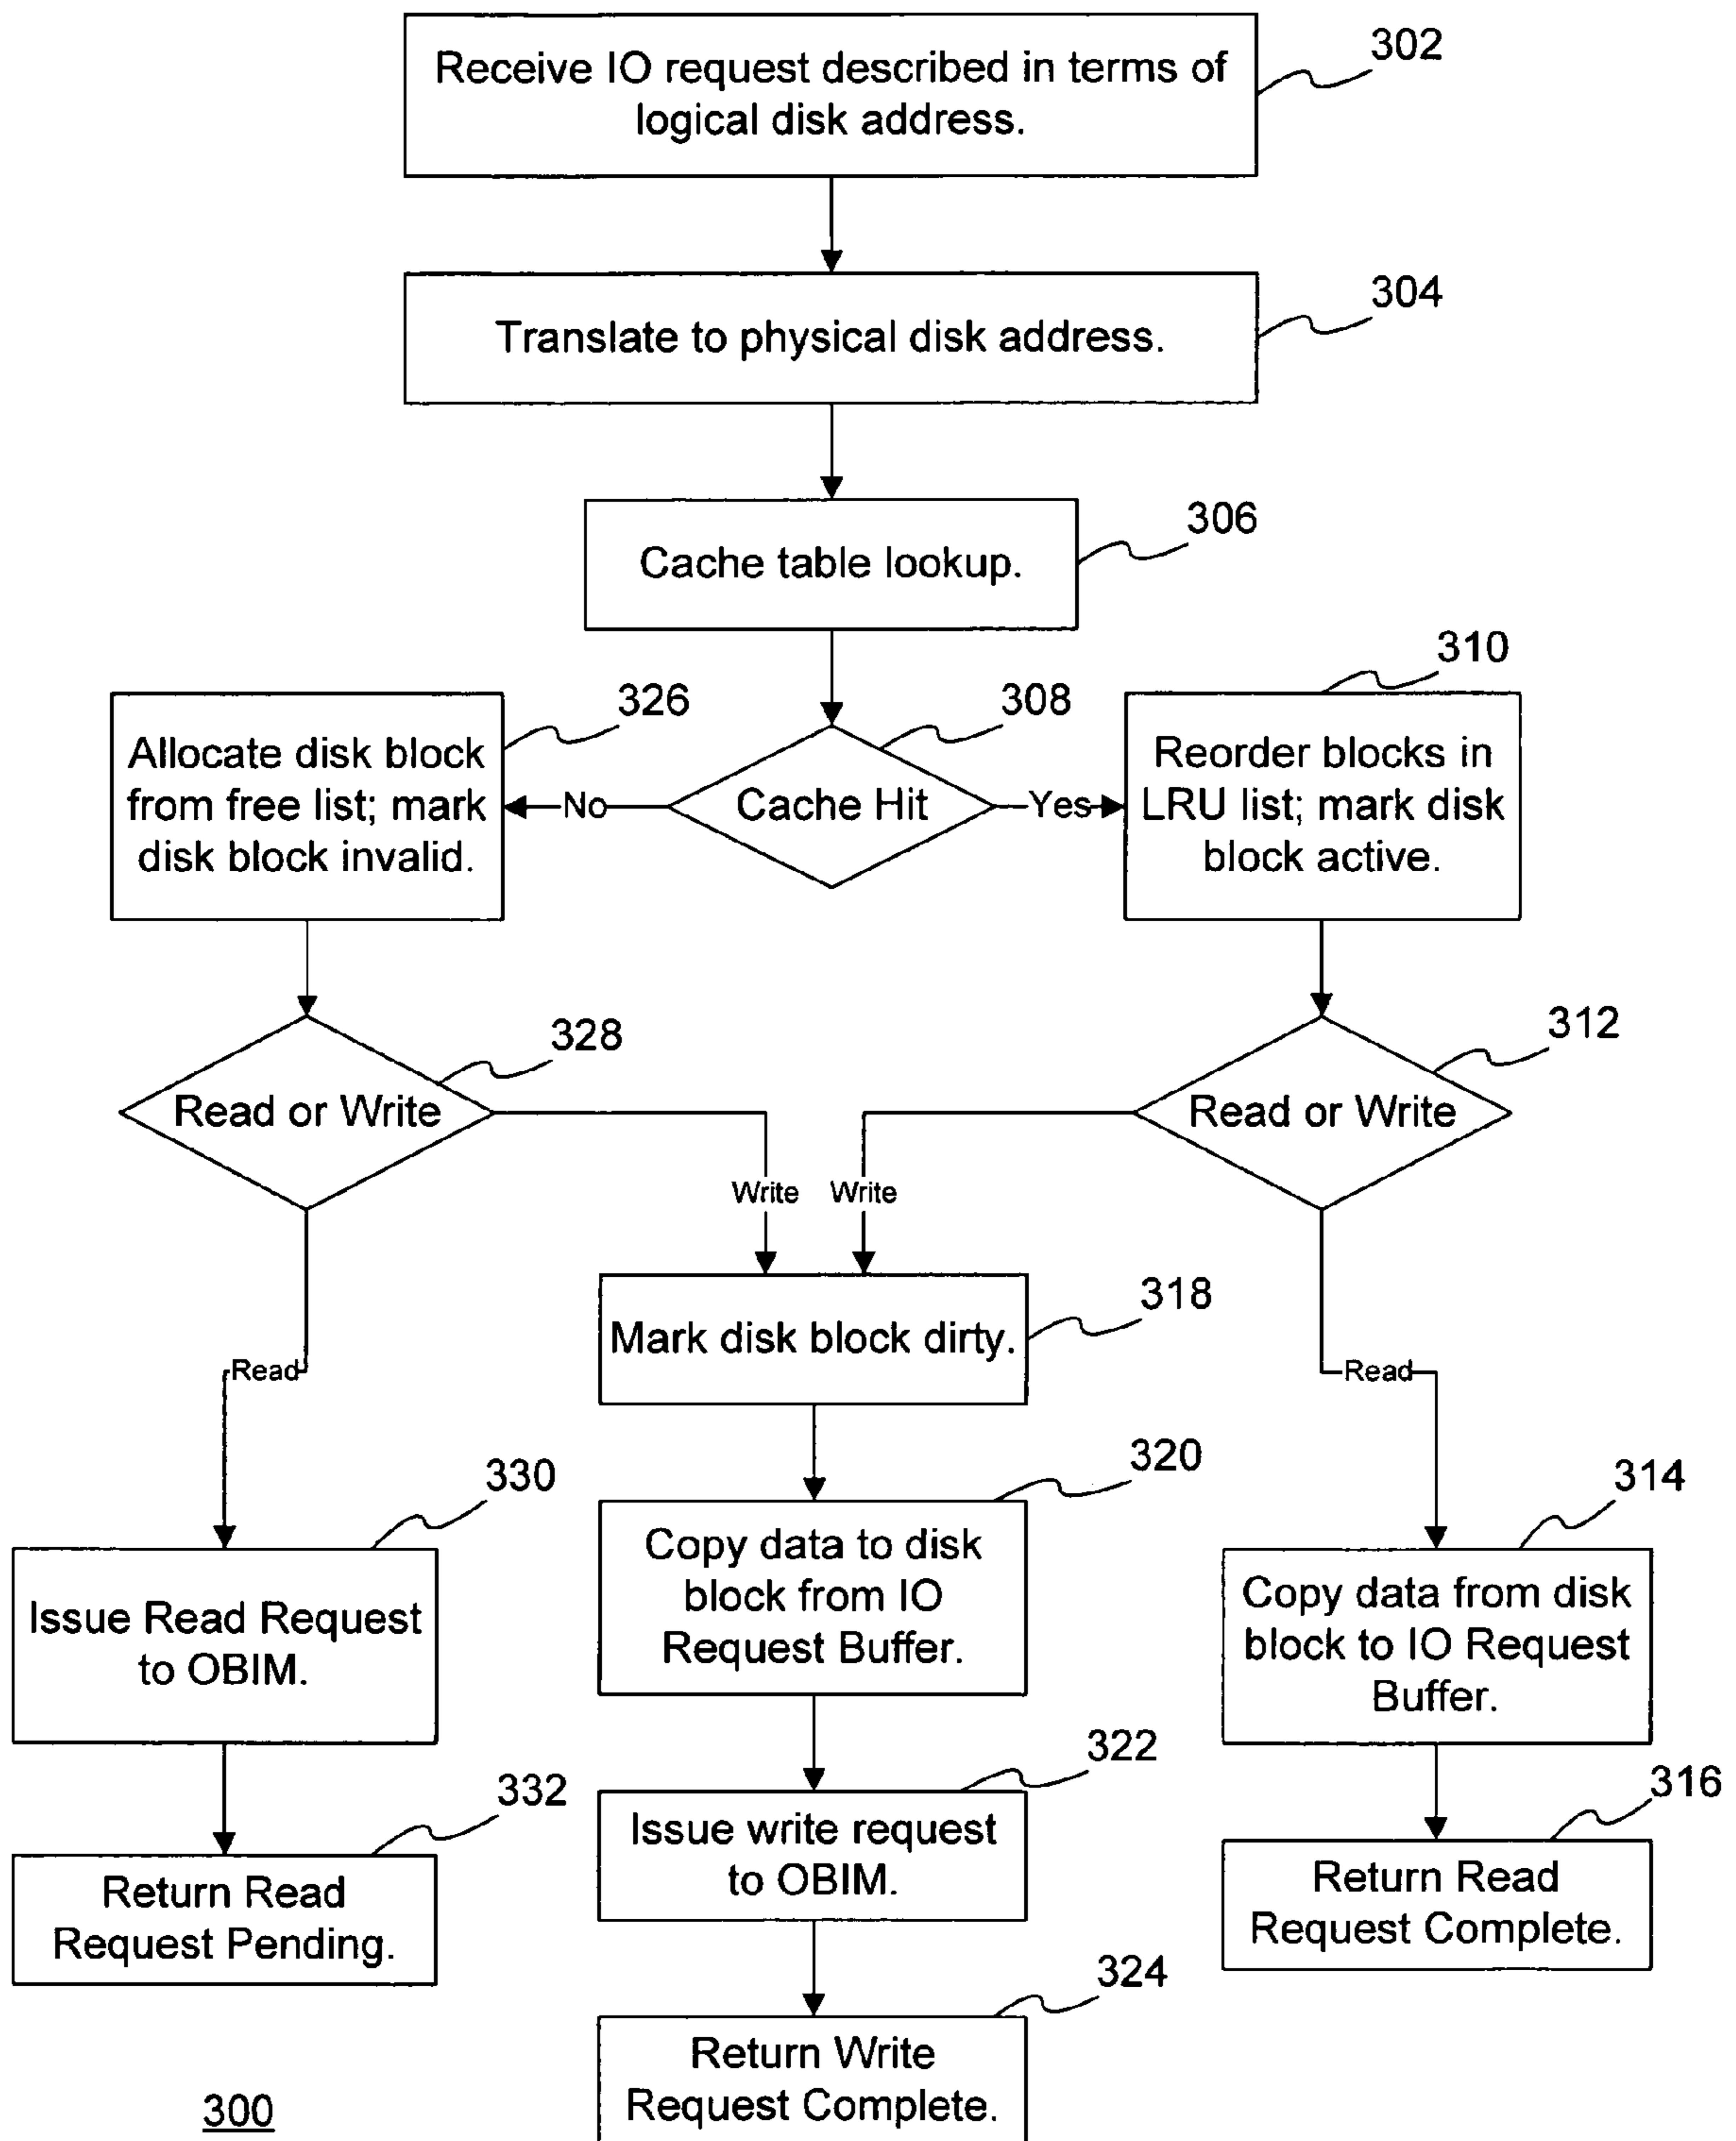 Receive IO request described in terms of
logical disk address.
302
Translate to physical disk address.
304
Cache table lookup.
306
310
326
308
Allocate disk block
from free list; mark
disk block invalid.
No
Cache Hit
Yes
Reorder blocks in
LRU list; mark disk
block active.
328
312
Read or Write
Read or Write
Write
Write
318
Mark disk block dirty.
Read
Read
330
320
314
Issue Read Request
to OBIM.
Copy data to disk
block from IO
Request Buffer.
Copy data from disk
block to IO Request
Buffer.
332
322
316
Return Read
Request Pending.
Issue write request
to OBIM.
Return Read
Request Complete.
324
Return Write
Request Complete.
300